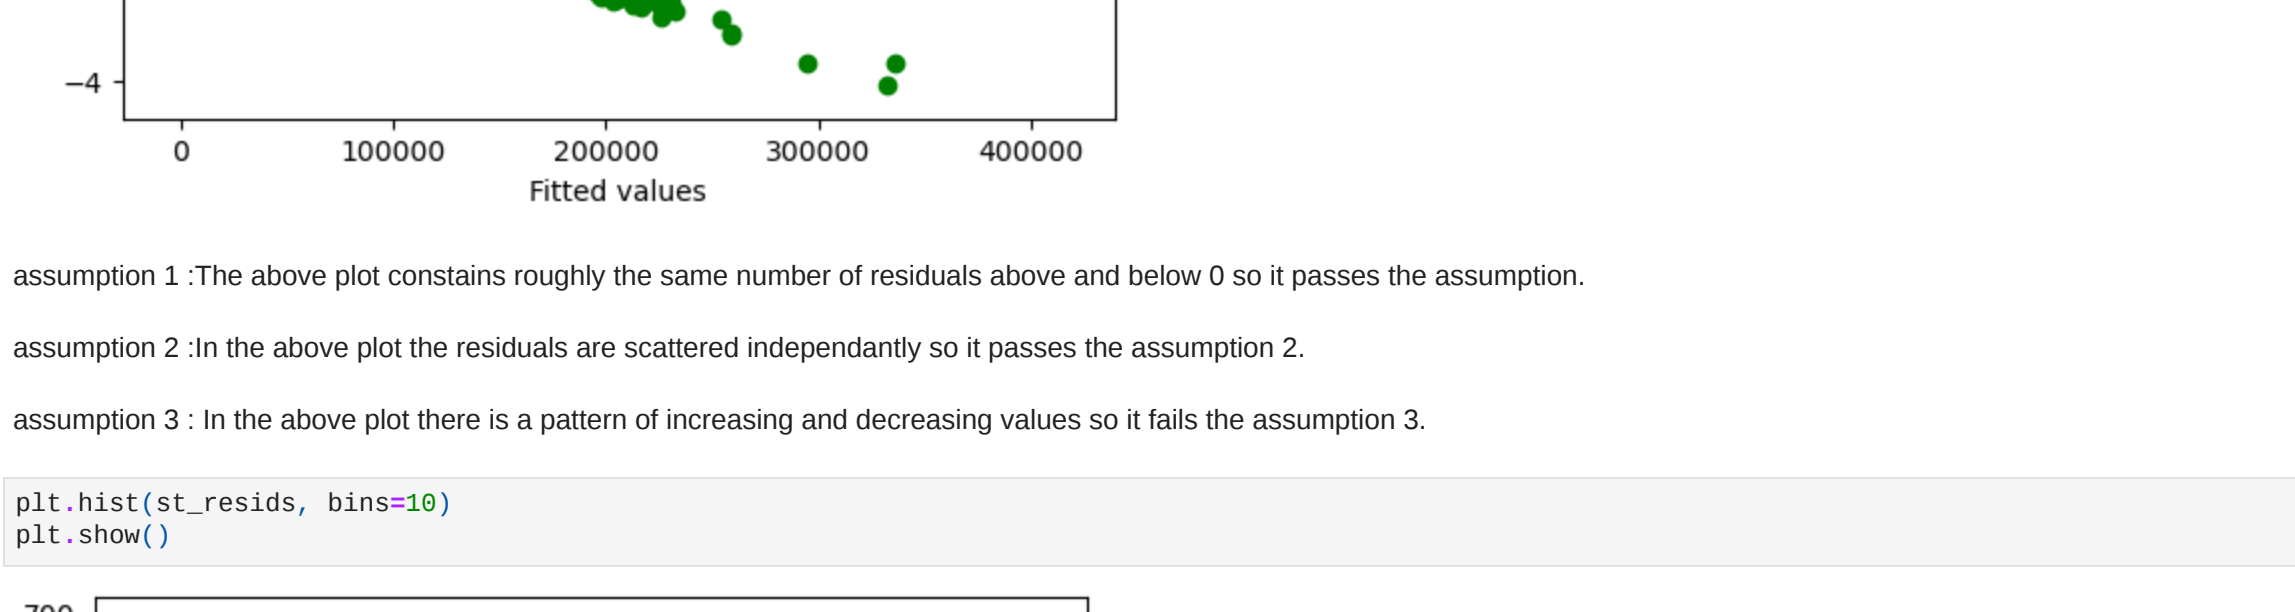 −4
0 100000 200000 300000 400000
Fitted values
assumption 1 :The above plot constains roughly the same number of residuals above and below 0 so it passes the assumption.
assumption 2 :In the above plot the residuals are scattered independantly so it passes the assumption 2.
assumption 3 : In the above plot there is a pattern of increasing and decreasing values so it fails the assumption 3.
plt.hist(st_resids, bins=10)
plt.show()
700